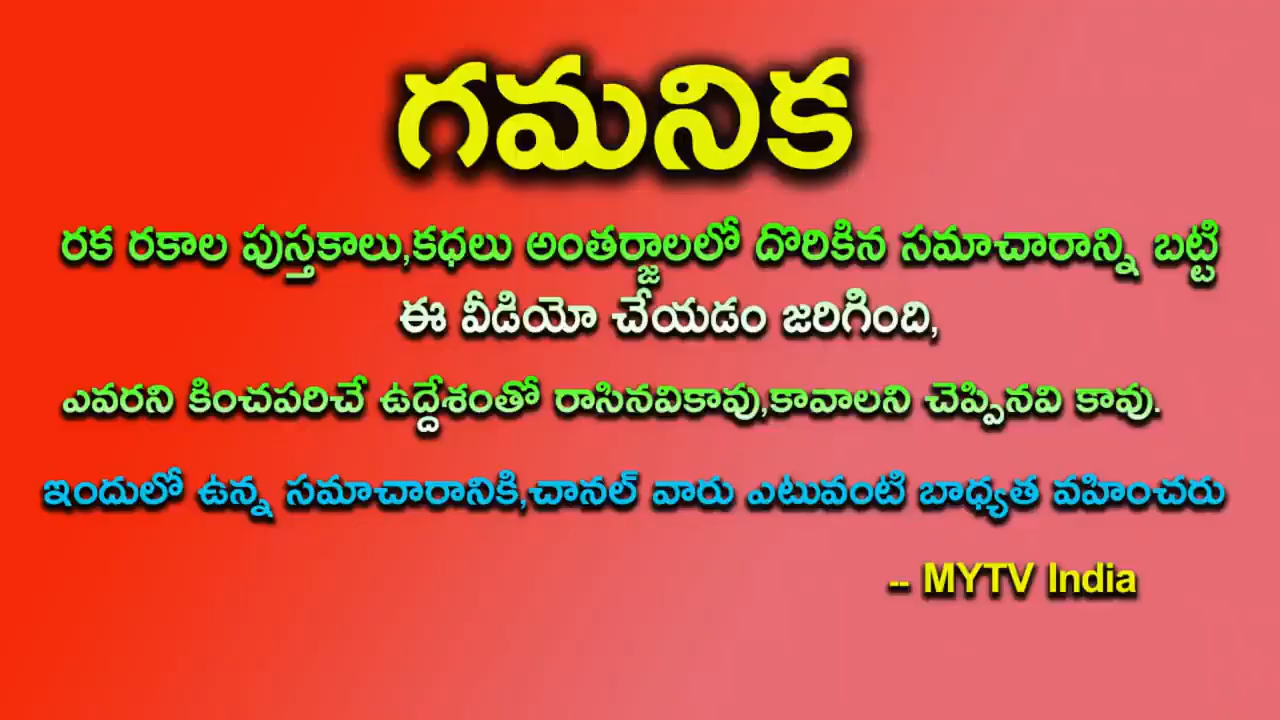 గమనిక
రక రకాల పుస్తకాలు,కధలు అంతర్జాలలో దొరికిన సమాచారాన్ని బట్టి
ఈ వీడియో చేయడం జరిగింది,
ఎవరని కించపరిచే ఉద్దేశంతో రాసినవికావు,కావాలని చెప్పినవి కావు.
ఇందులో ఉన్న సమాచారానికి,చానల్ వారు ఎటువంటి బాధ్యత వహించరు
-- MYTV India